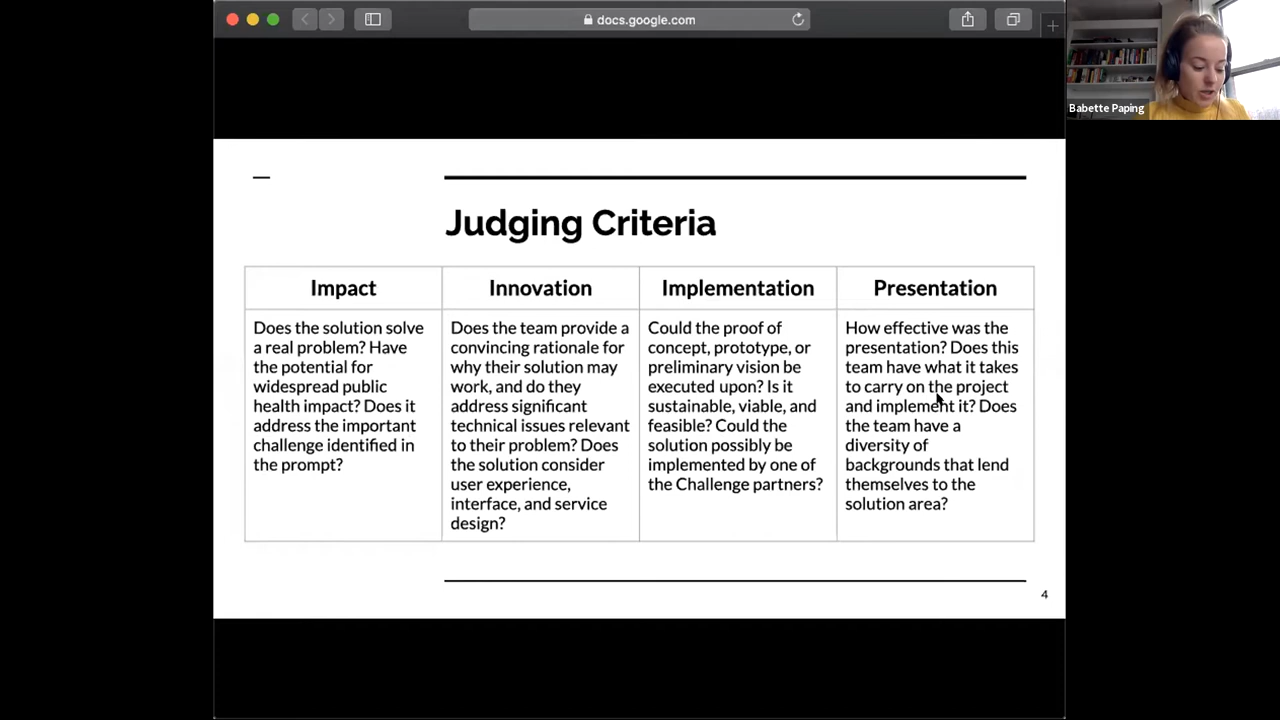 docs.google.com
Babette Paping
Judging Criteria
Impact
Innovation
Implementation
Presentation
Does the solution solve
a real problem? Have
the potential for
widespread public
health impact? Does it
address the important
challenge identified in
the prompt?
Does the team provide a
convincing rationale for
why their solution may
work, and do they
address significant
technical issues relevant
to their problem? Does
the solution consider
user experience,
interface, and service
design?
Could the proof of
concept, prototype, or
preliminary vision be
executed upon? Is it
sustainable, viable, and
feasible? Could the
solution possibly be
implemented by one of
the Challenge partners?
How effective was the
presentation? Does this
team have what it takes
to carry on the project
and implement it? Does
the team have a
diversity of
backgrounds that lend
themselves to the
solution area?
4